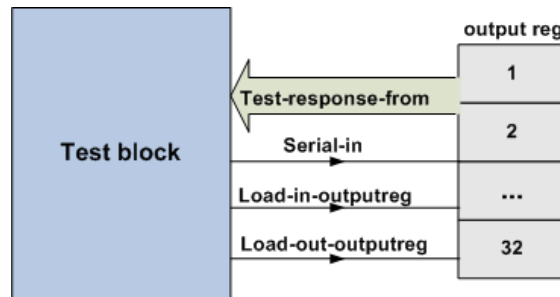 output reg
1
Test-response-from
2
Test block
Serial-in
Load-in-outputreg
...
Load-out-outputreg
32